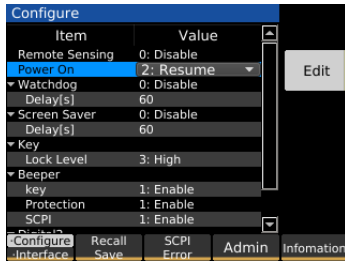 Configure
Item Value
Remote Sensing 0: Disable
Power On 2: Resume
Edit
Watchdog 0: Disable
Delay[s] 60
Screen Saver 0: Disable
Delay[s] 60
Key
Lock Level 3: High
Beeper
key 1: Enable
Protection 1: Enable
SCPI 1: Enable
·Configure Recall SCPI Admin Infomation
·Interface Save Error